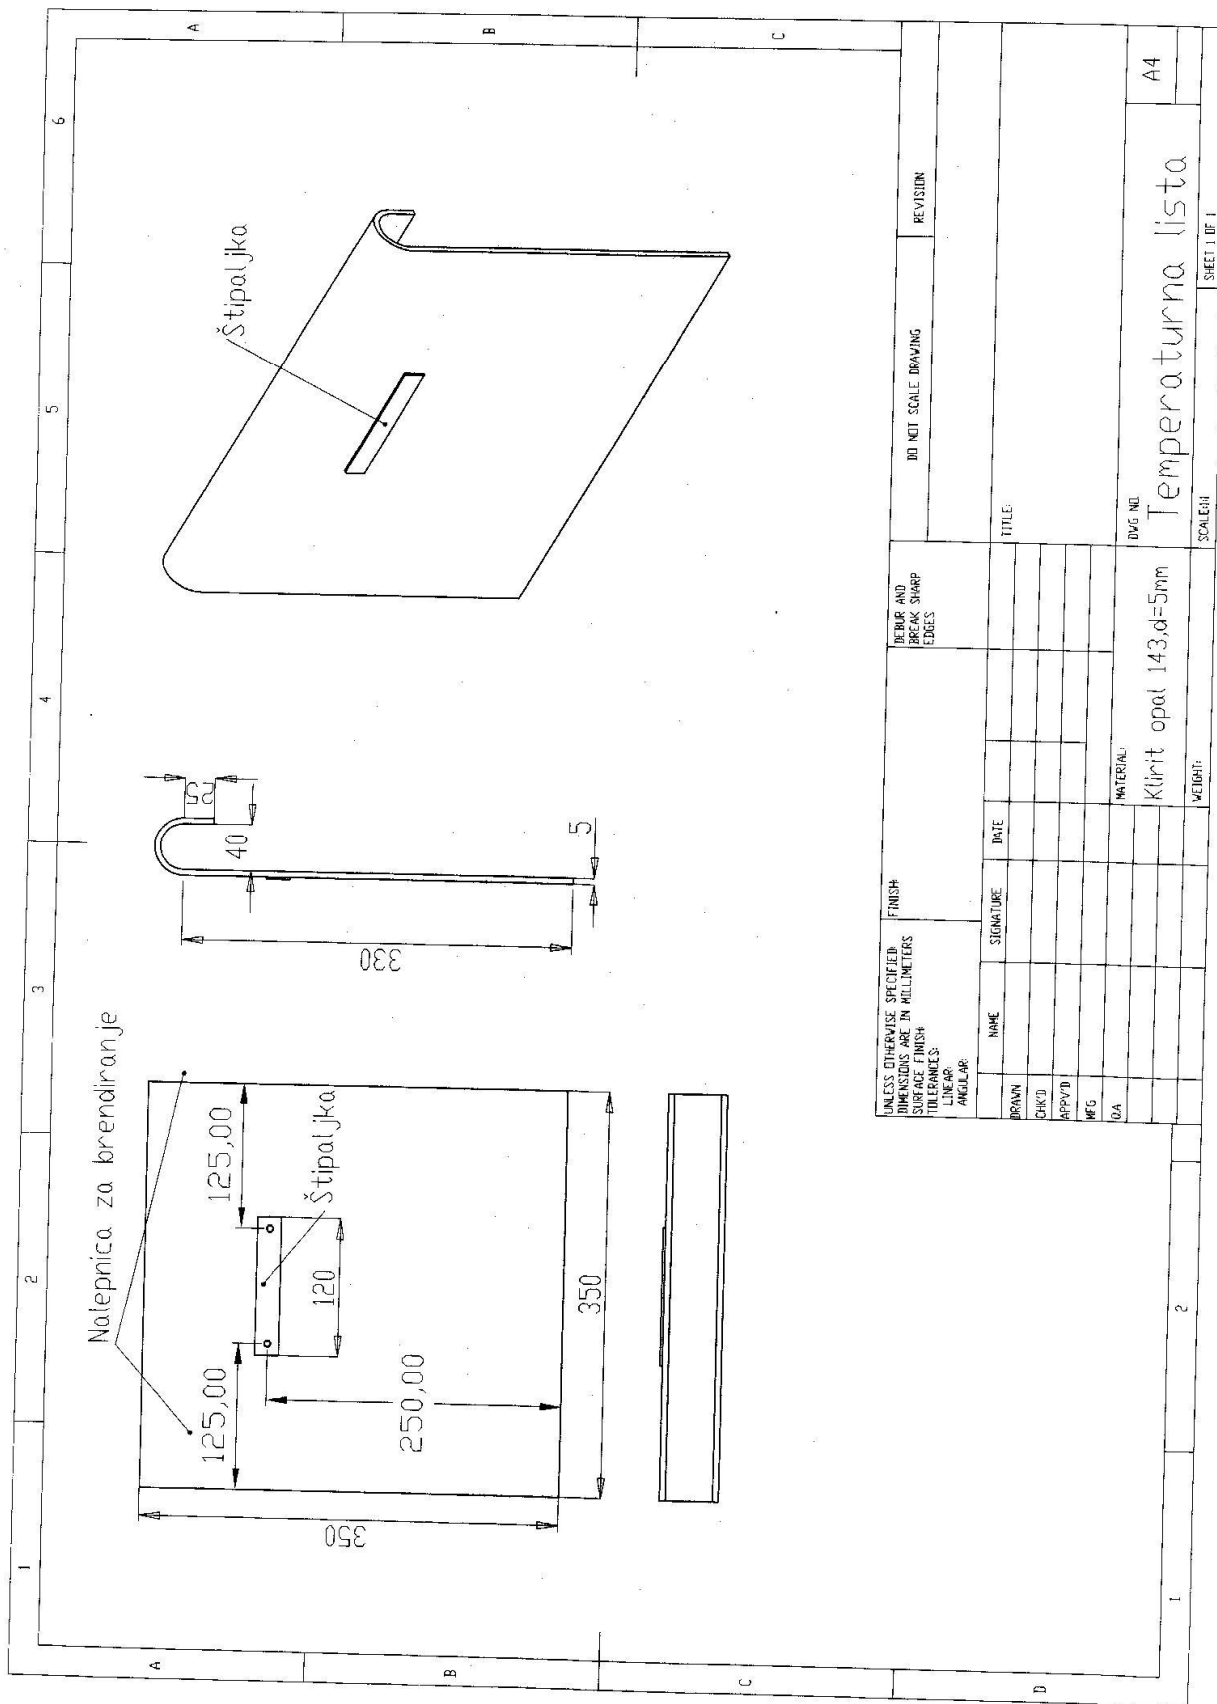 1
2
3
4
5
6
A
B
C
D
A
B
C
1
2
Nalepnica za brendiranje
125,00
125,00
Štipaljka
120
250,00
350
350
330
40
25
5
Štipaljka
UNLESS OTHERWISE SPECIFIED:
DIMENSIONS ARE IN MILLIMETERS
SURFACE FINISH:
TOLERANCES:
LINEAR:
ANGULAR:
FINISH:
DEBUR AND
BREAK SHARP
EDGES
DO NOT SCALE DRAWING
REVISION
NAME
SIGNATURE
DATE
DRAWN
CHK'D
APPV'D
MFG
Q.A
TITLE:
MATERIAL:
Klirit opal 143,d=5mm
DWG NO.
Temperaturna lista
A4
WEIGHT:
SCALE:1:1
SHEET 1 OF 1